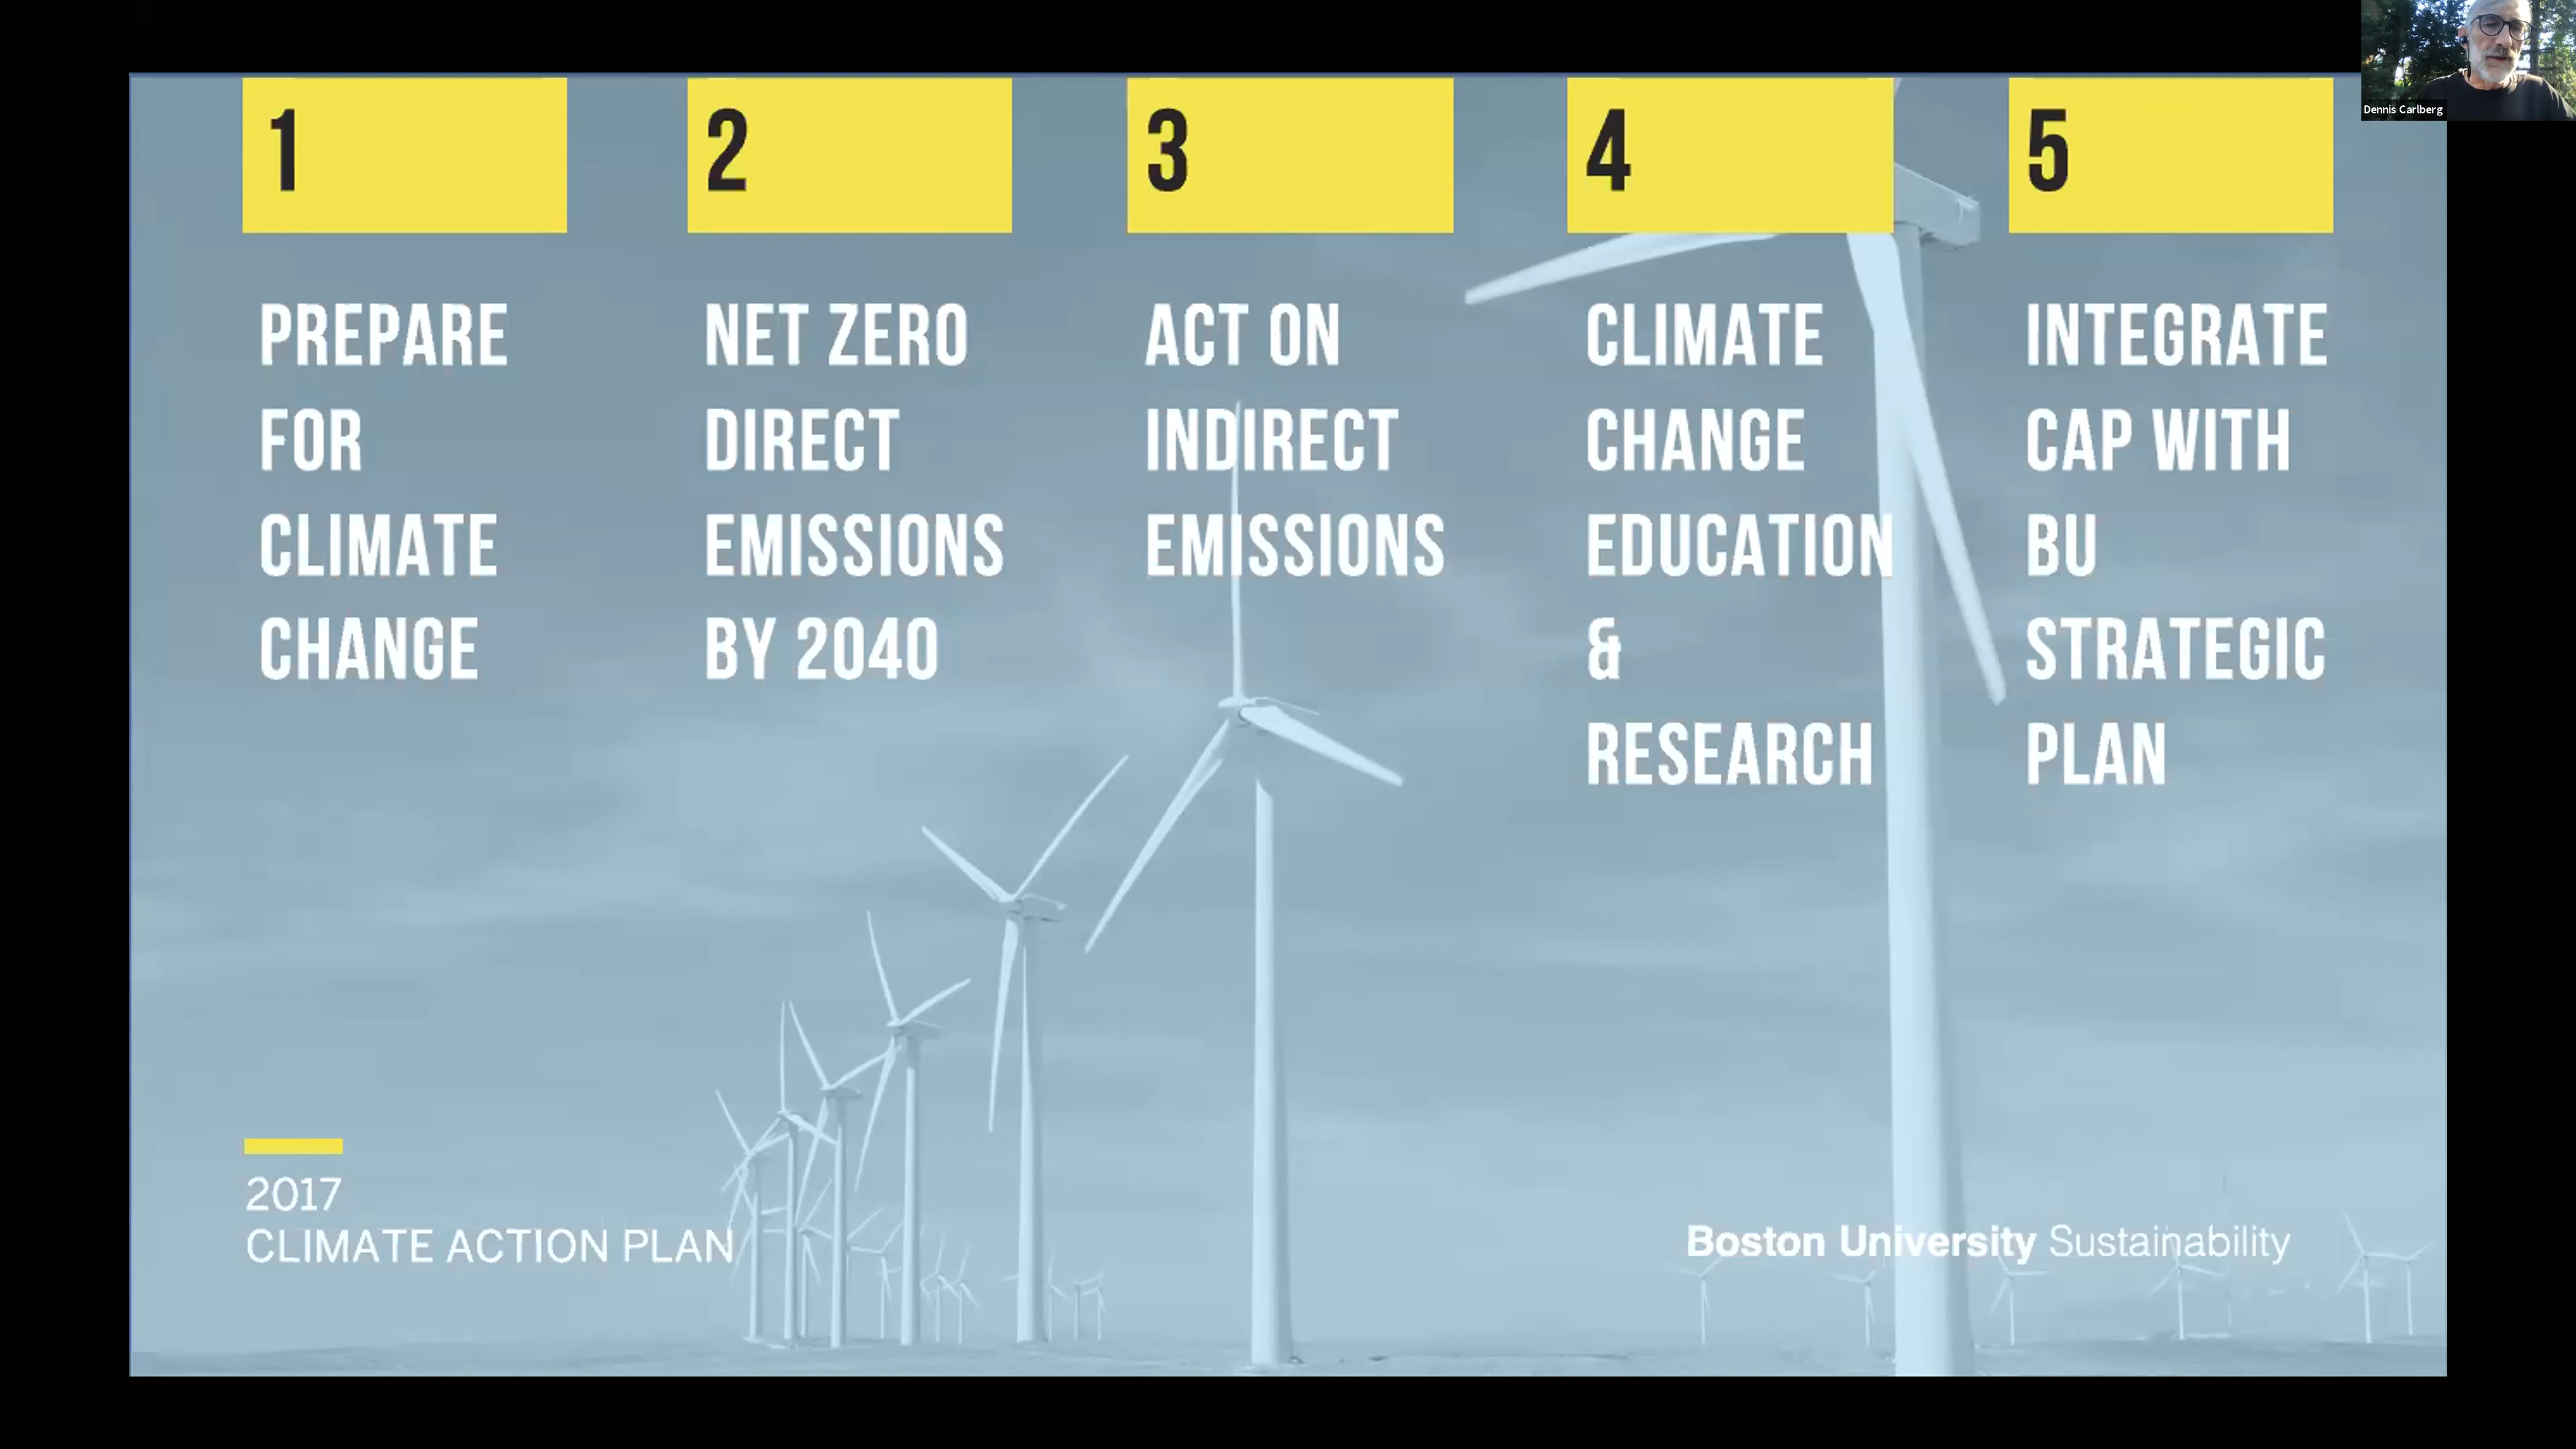 Dennis Carlberg
1
PREPARE
FOR
CLIMATE
CHANGE
2
NET ZERO
DIRECT
EMISSIONS
BY 2040
3
ACT ON
INDIRECT
EMISSIONS
4
CLIMATE
CHANGE
EDUCATION
&
RESEARCH
5
INTEGRATE
CAP WITH
BU
STRATEGIC
PLAN
2017
CLIMATE ACTION PLAN
Boston University Sustainability